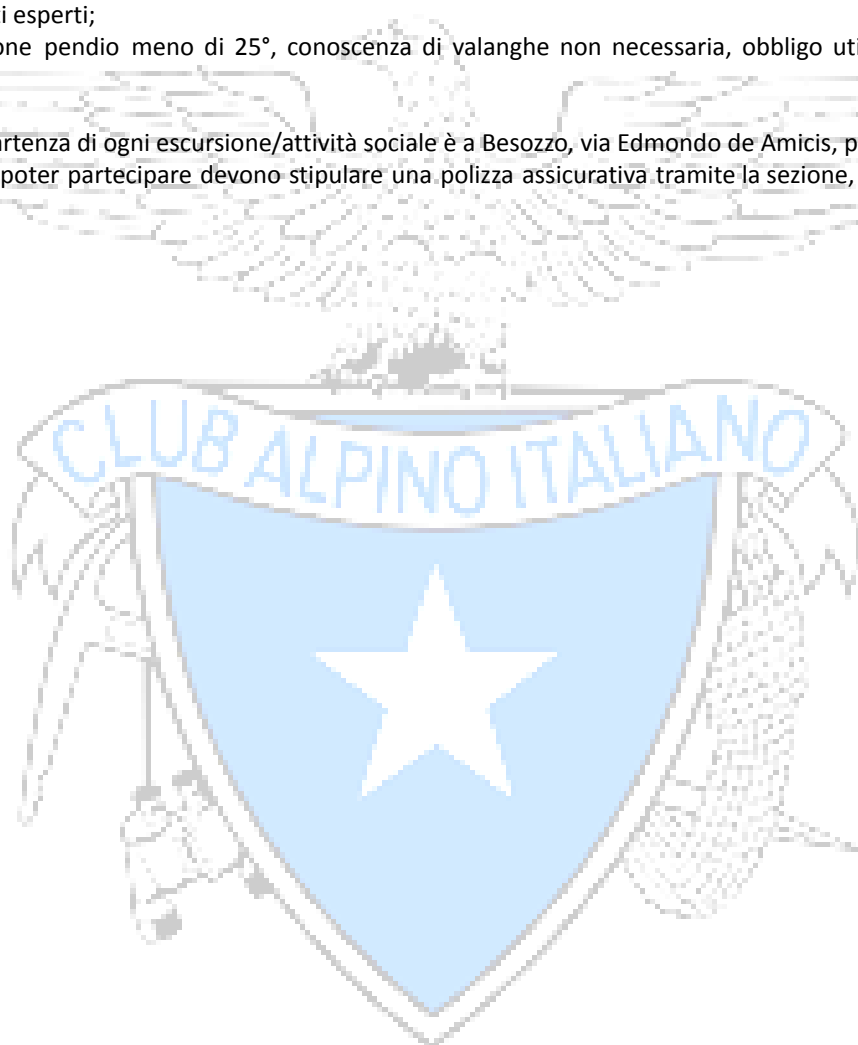 i esperti;
one pendio meno di 25°, conoscenza di valanghe non necessaria, obbligo uti
artenza di ogni escursione/attività sociale è a Besozzo, via Edmondo de Amicis, p
poter partecipare devono stipulare una polizza assicurativa tramite la sezione,
CLUB ALPINO ITALIANO